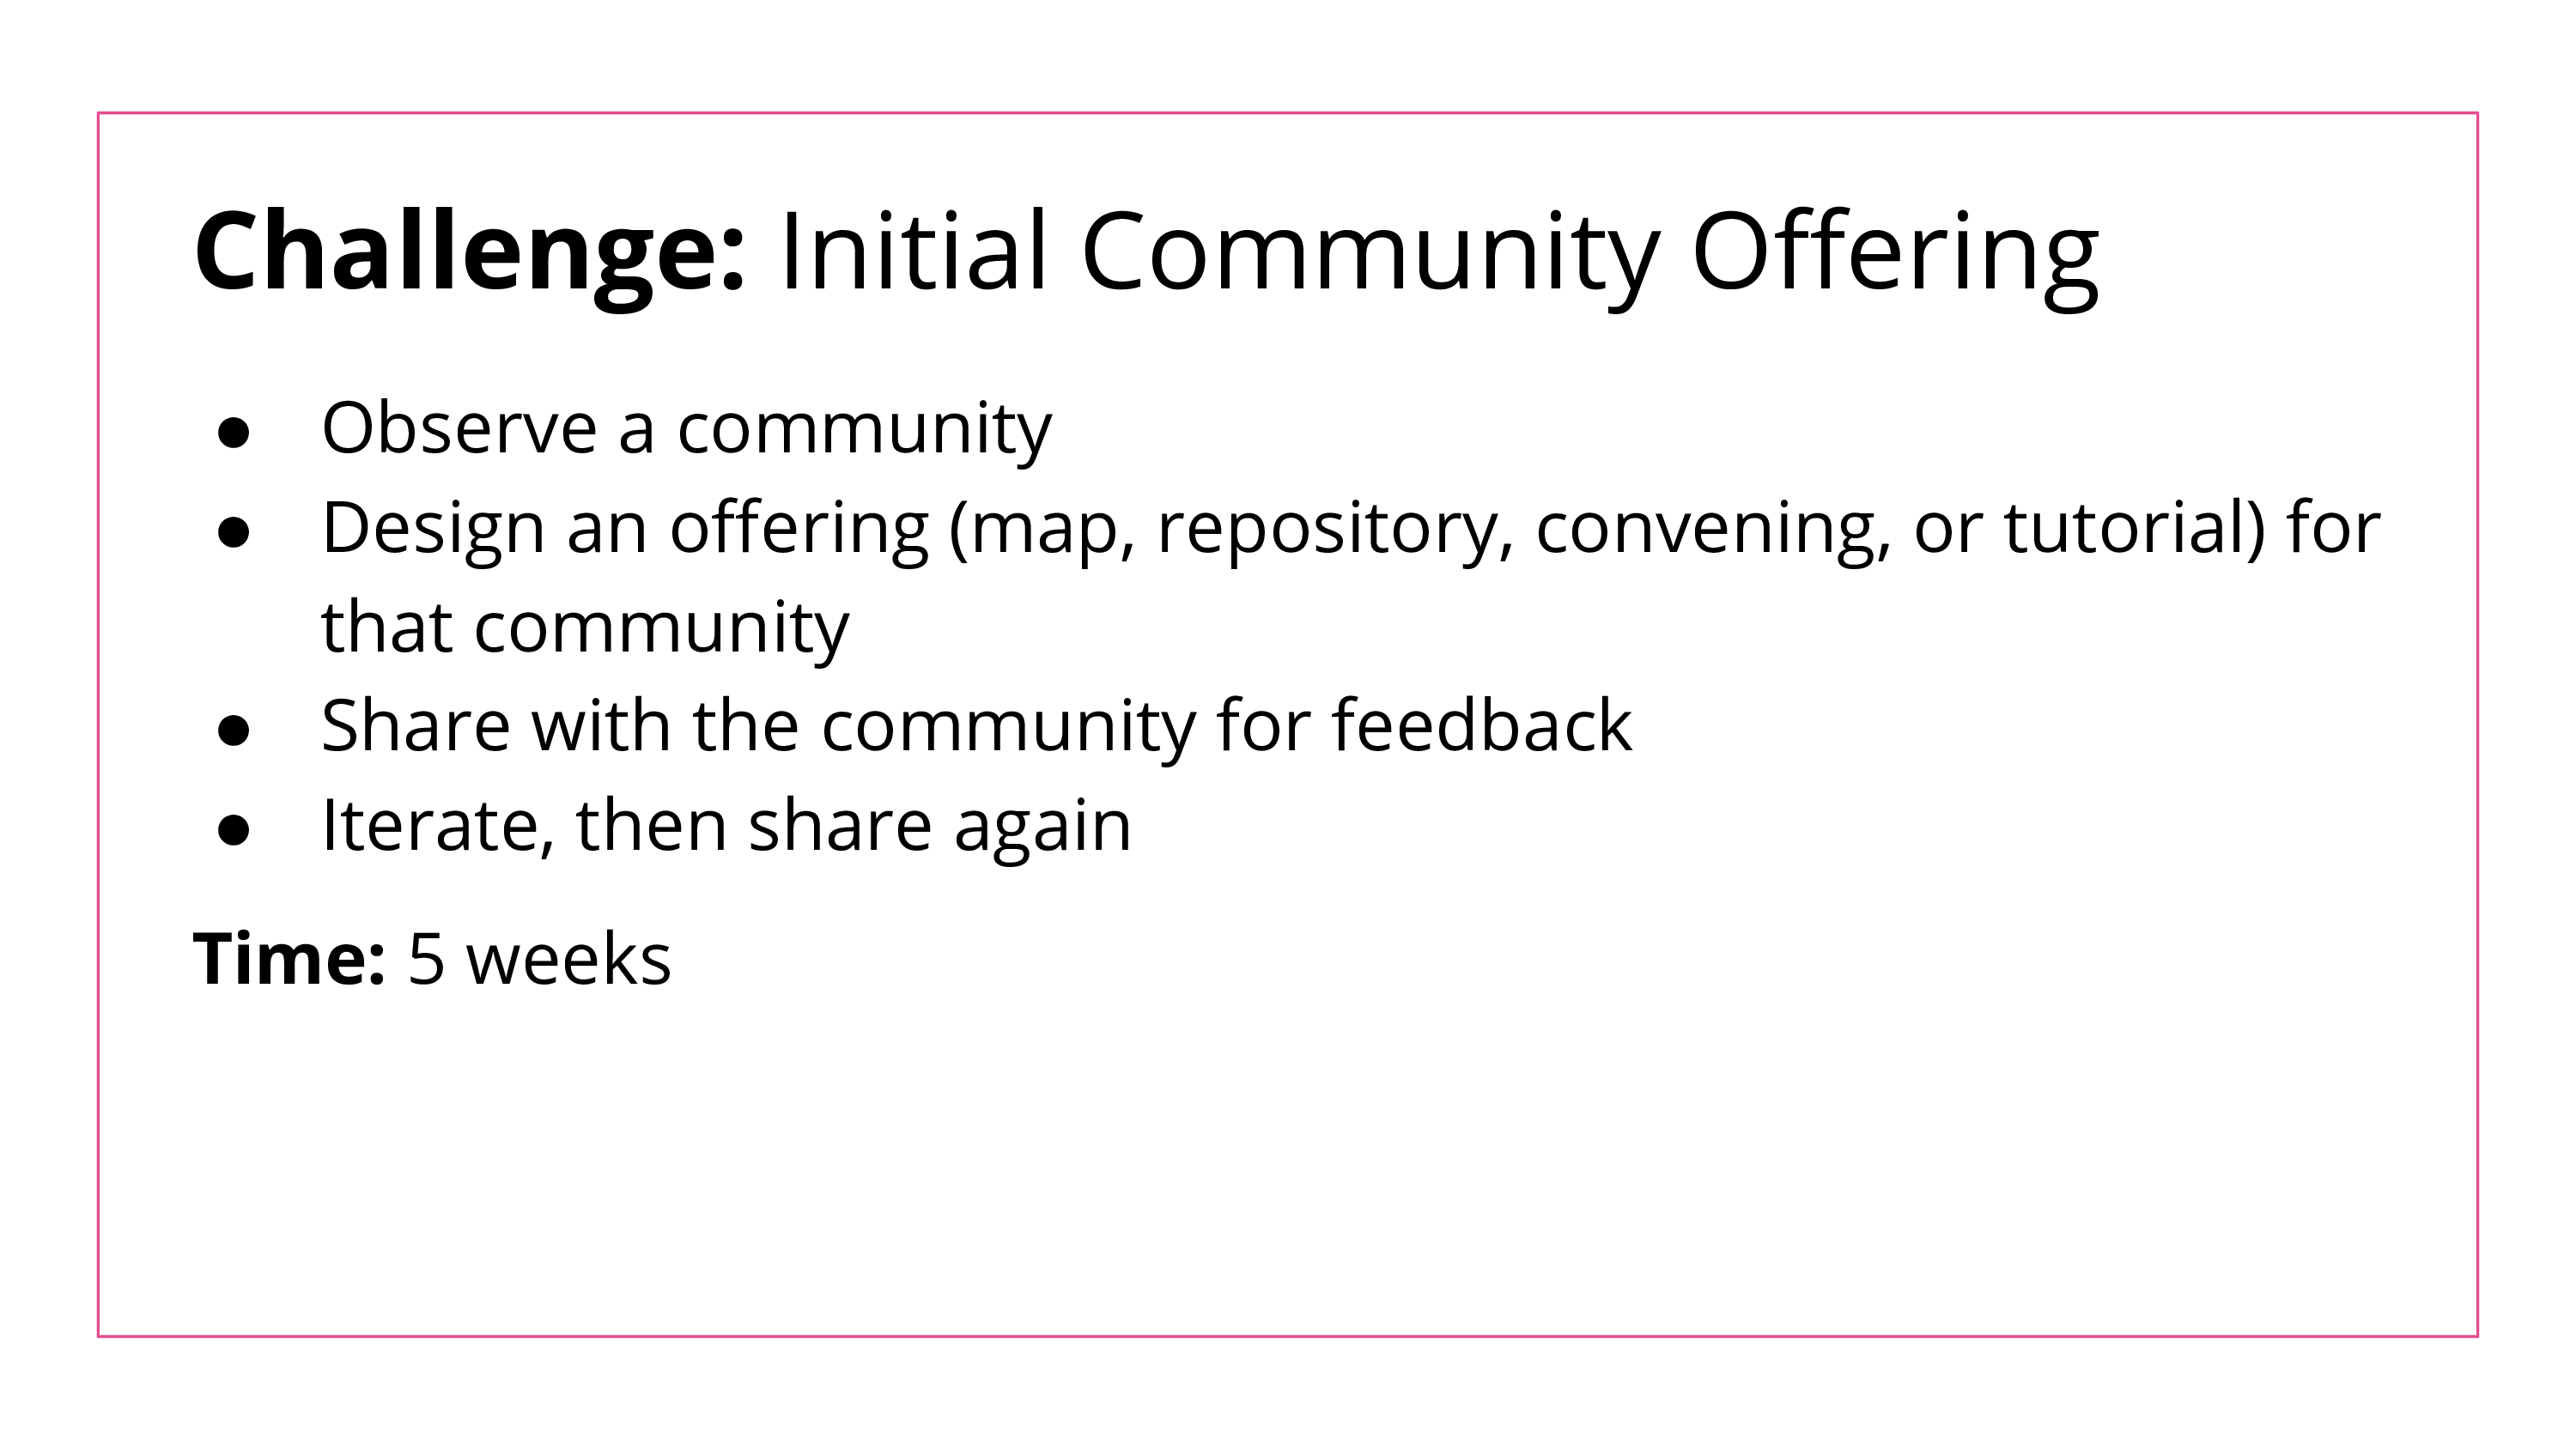 Challenge: Initial Community Offering
● Observe a community
● Design an offering (map, repository, convening, or tutorial) for
that community
● Share with the community for feedback
● Iterate, then share again
Time: 5 weeks